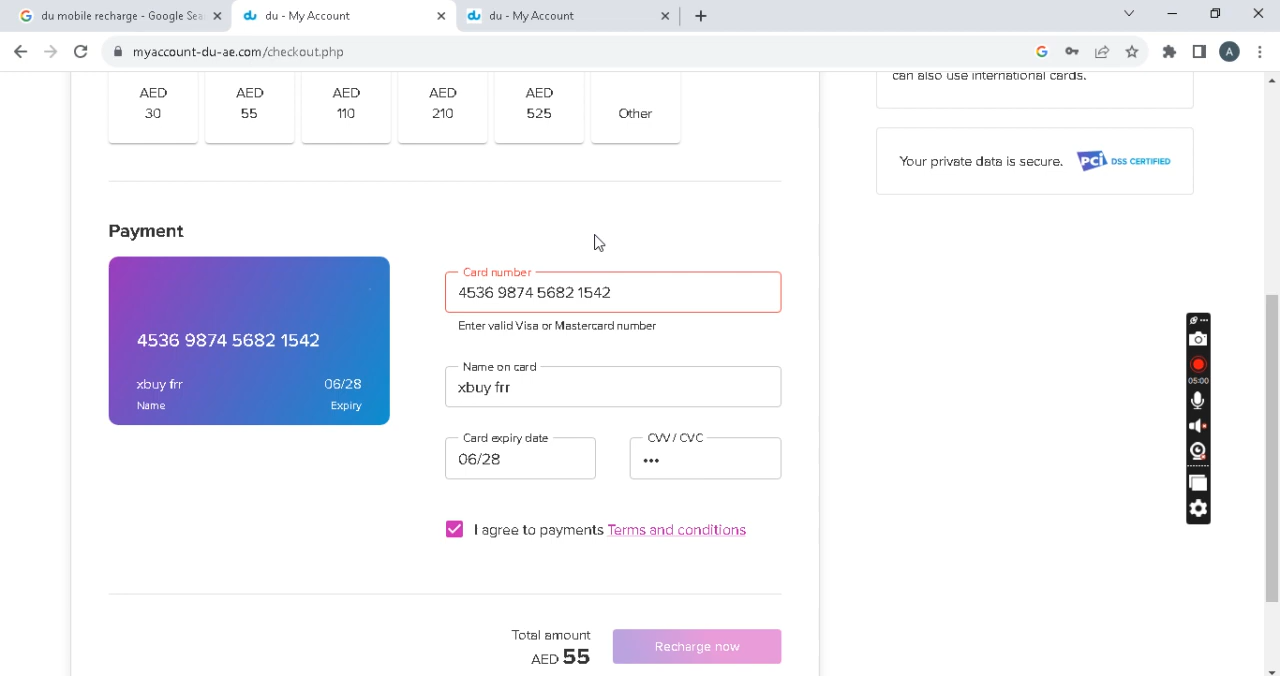 du mobile recharge - Google Sea
du - My Account
du - My Account
myaccount-du-ae.com/checkout.php
A
can also use international cards.
AED 30
AED 55
AED 110
AED 210
AED 525
Other
Your private data is secure.
PCI DSS CERTIFIED
Payment
4536 9874 5682 1542
xbuy frr 06/28
Name Expiry
Card number
4536 9874 5682 1542
Enter valid Visa or Mastercard number
Name on card
xbuy frr
Card expiry date
06/28
CVV / CVC
•••
I agree to payments Terms and conditions
05:00
Total amount
AED 55
Recharge now